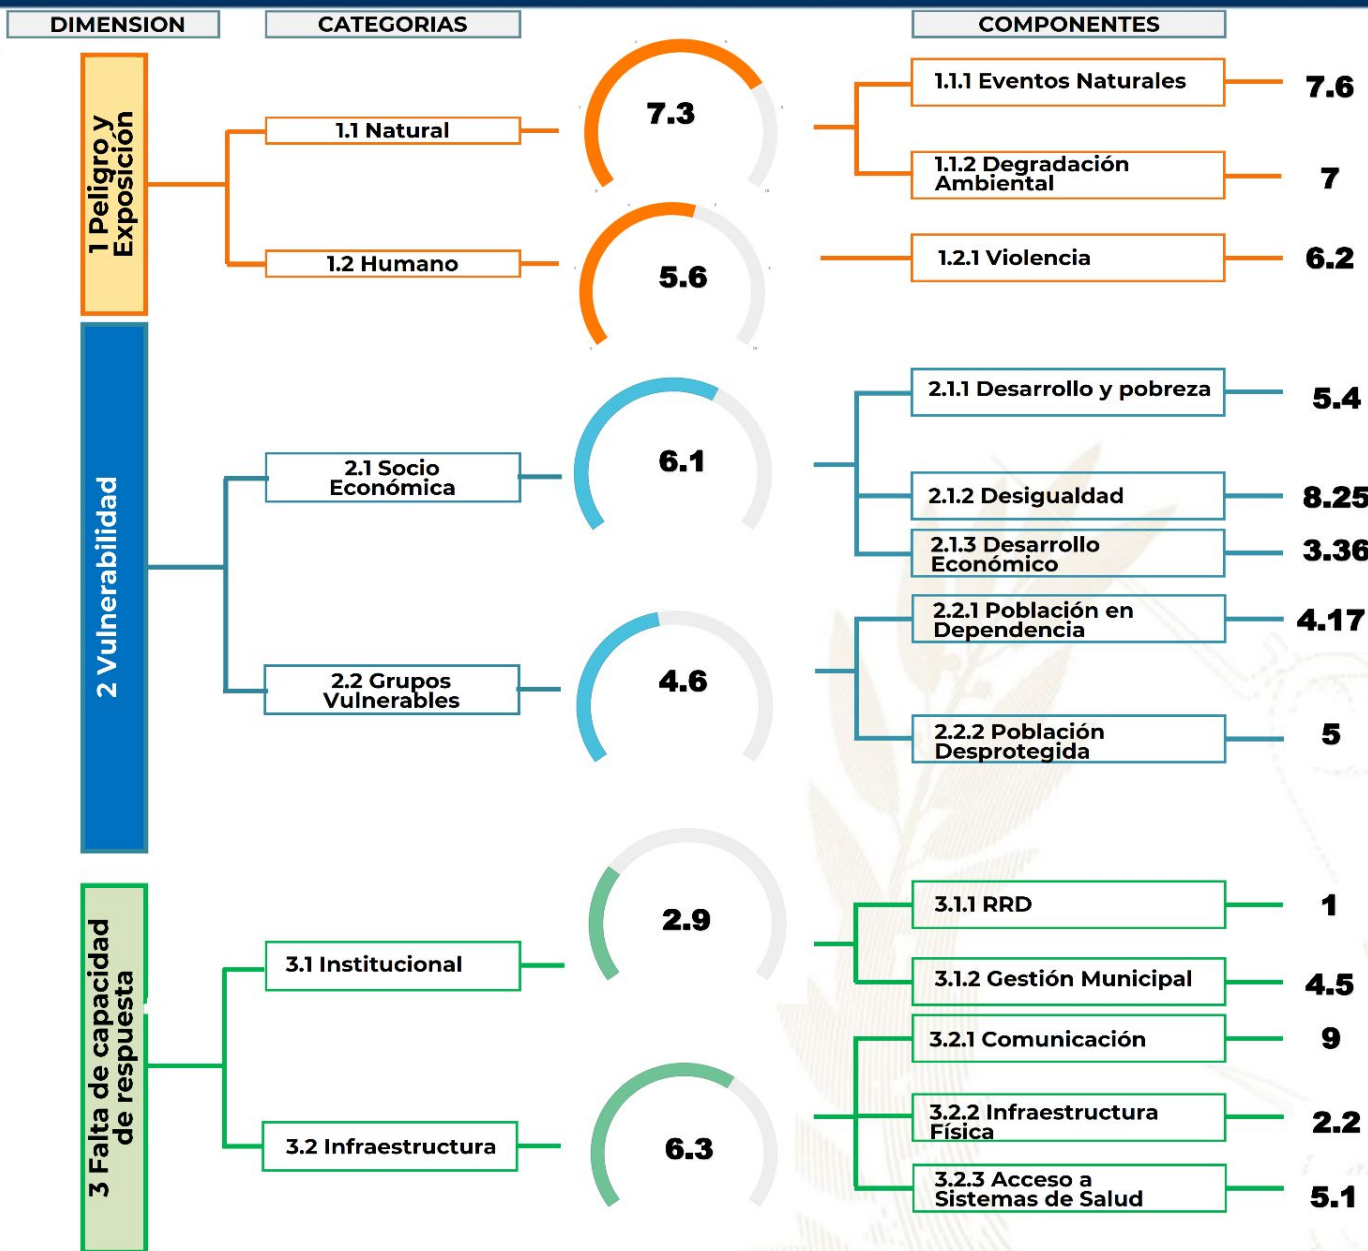 DIMENSION
CATEGORIAS
COMPONENTES
1 Peligro y
Exposición
1.1 Natural
7.3
1.1.1 Eventos Naturales
7.6
1.1.2 Degradación
Ambiental
7
1.2 Humano
5.6
1.2.1 Violencia
6.2
2 Vulnerabilidad
2.1 Socio
Económica
6.1
2.1.1 Desarrollo y pobreza
5.4
2.1.2 Desigualdad
8.25
2.1.3 Desarrollo
Económico
3.36
2.2 Grupos
Vulnerables
4.6
2.2.1 Población en
Dependencia
4.17
2.2.2 Población
Desprotegida
5
3 Falta de capacidad
de respuesta
3.1 Institucional
2.9
3.1.1 RRD
1
3.1.2 Gestión Municipal
4.5
3.2 Infraestructura
6.3
3.2.1 Comunicación
9
3.2.2 Infraestructura
Física
2.2
3.2.3 Acceso a
Sistemas de Salud
5.1